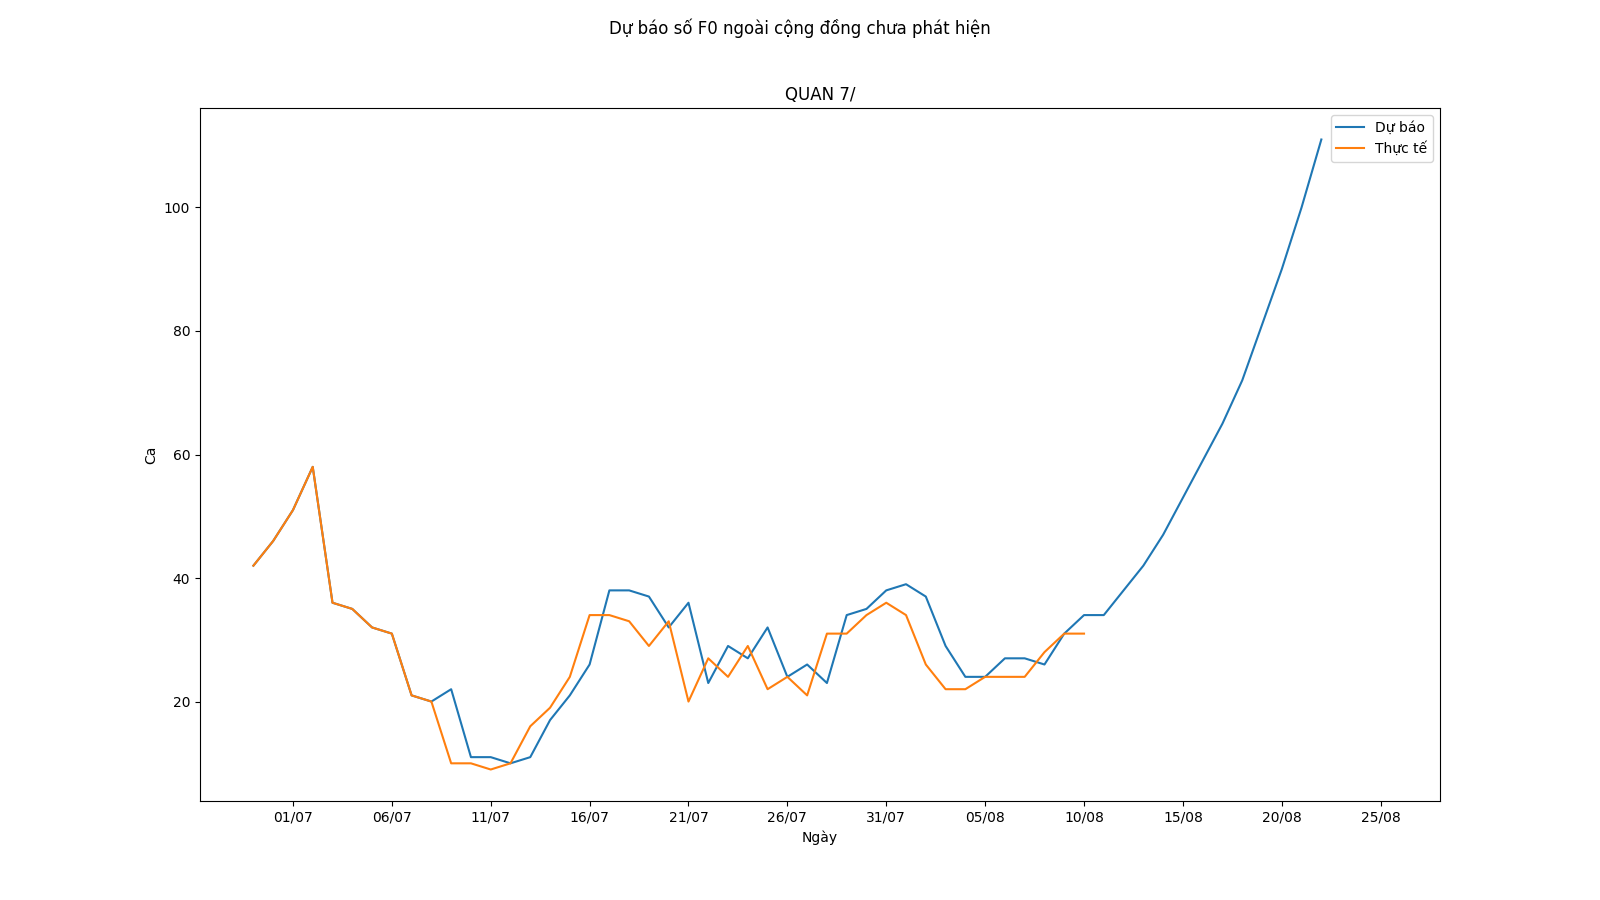 Dự báo số F0 ngoài cộng đồng chưa phát hiện
QUAN 7/
Dự báo
Thực tế
100
80
60
40
20
Ca
01/07 06/07 11/07 16/07 21/07 26/07 31/07 05/08 10/08 15/08 20/08 25/08
Ngày